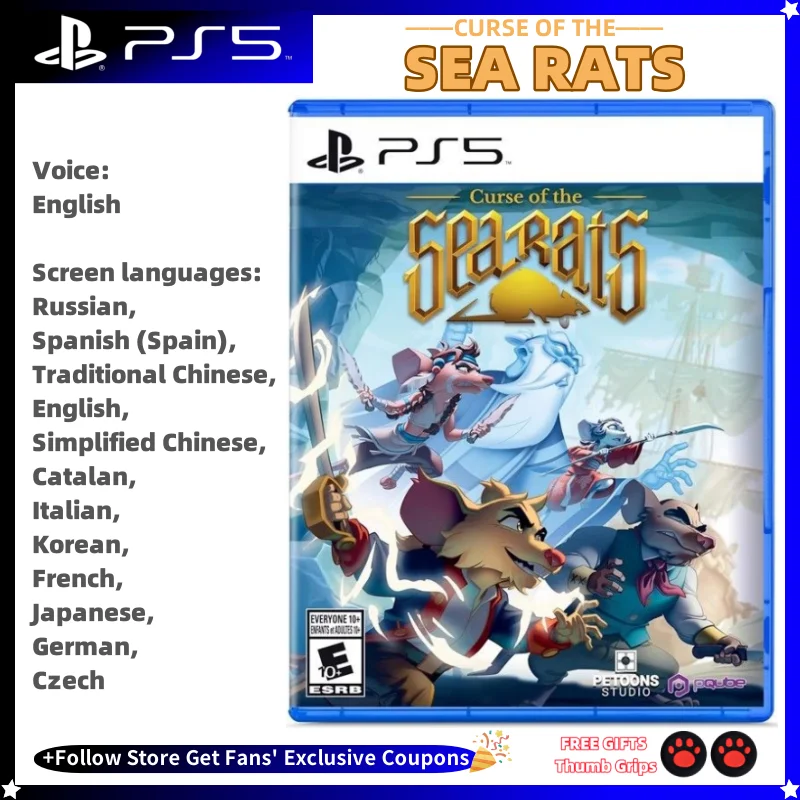 PS5
CURSE OF THE
SEA RATS
PS5
Voice:
English
Screen languages:
Russian,
Spanish (Spain),
Traditional Chinese,
English,
Simplified Chinese,
Catalan,
Italian,
Korean,
French,
Japanese,
German,
Czech
Curse of the
Sea Rats
EVERYONE 10+
ENFANTS et ADULTES 10+
E
10+
ESRB
PETOONS
STUDIO
PQube
+Follow Store Get Fans' Exclusive Coupons
FREE GIFTS
Thumb Grips